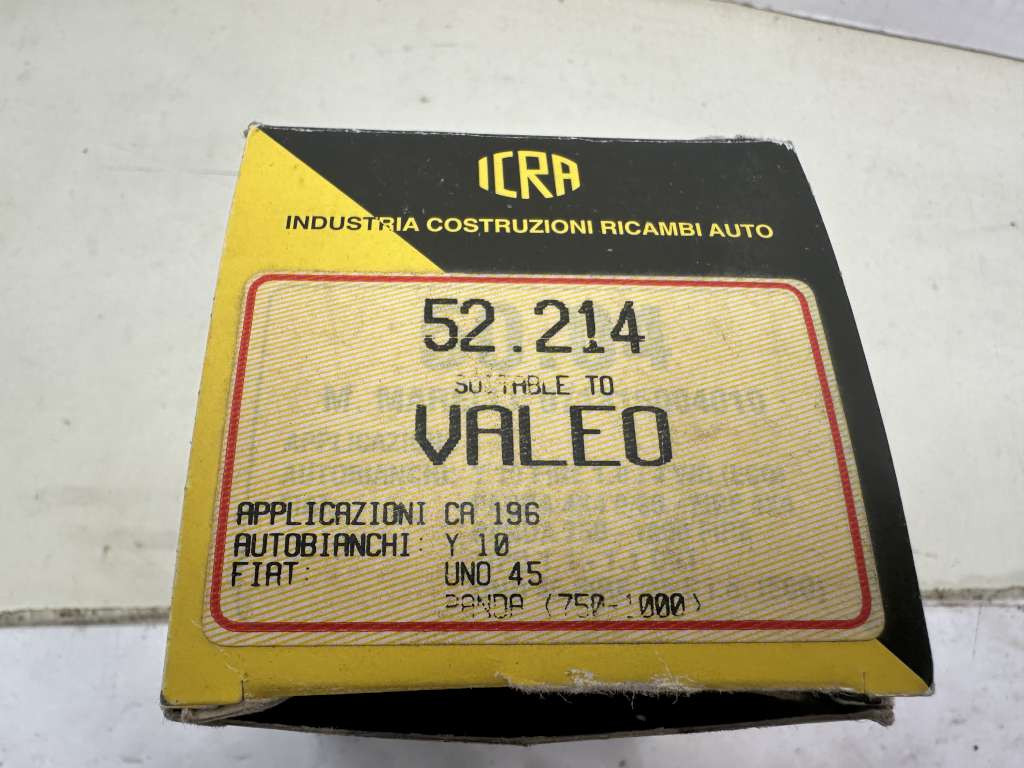 ICRA
INDUSTRIA COSTRUZIONI RICAMBI AUTO
52.214
SUITABLE TO
VALEO
APPLICAZIONI CA 196
AUTOBIANCHI: Y 10
FIAT: UNO 45
PANDA (750-1000)